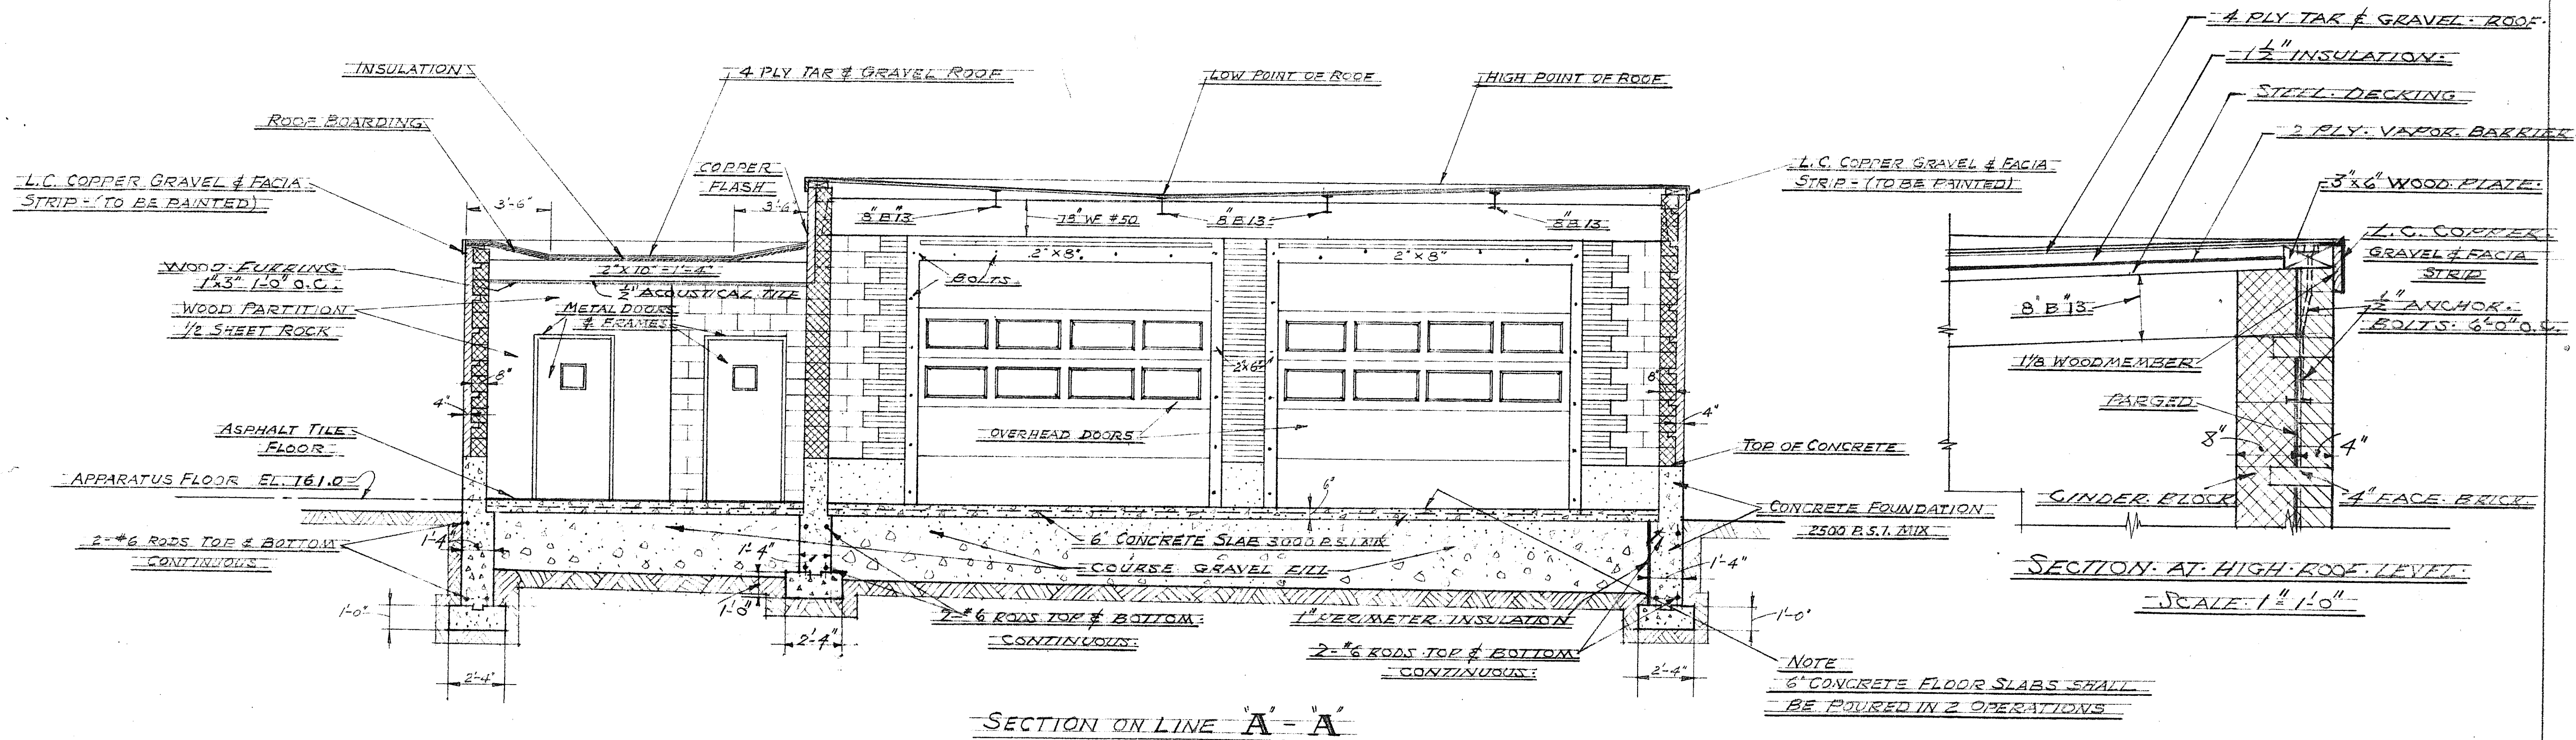 INSULATION
4 PLY TAR & GRAVEL ROOF
LOW POINT OF ROOF
HIGH POINT OF ROOF
ROOF BOARDING
COPPER
FLASH
L.C. COPPER GRAVEL & FACIA
STRIP - (TO BE PAINTED)
L.C. COPPER GRAVEL & FACIA
STRIP - (TO BE PAINTED)
3'-6"
3'-6"
8" B 13
18" WF #50
8" B 13
8" B 13
WOOD FURRING
1"x3" 1'-0" O.C.
2" x 10" = 1'-4"
1/2" ACOUSTICAL TILE
WOOD PARTITION
1/2 SHEET ROCK
METAL DOORS
& FRAMES
BOLTS
2"x8"
2"x8"
2x6
8"
4"
8"
4"
OVERHEAD DOORS
ASPHALT TILE
FLOOR
TOP OF CONCRETE
APPARATUS FLOOR EL. 161.0
6"
CONCRETE FOUNDATION
2500 P.S.I. MIX
2-#6 RODS TOP & BOTTOM
CONTINUOUS
1'-4"
1'-4"
6" CONCRETE SLAB 3000 P.S.I. MIX
COURSE GRAVEL FILL
1'-4"
1'-0"
1'-0"
1'-0"
2-#6 RODS TOP & BOTTOM
CONTINUOUS
1" PERIMETER INSULATION
2-#6 RODS TOP & BOTTOM
CONTINUOUS
2'-4"
2'-4"
2'-4"
NOTE
6" CONCRETE FLOOR SLABS SHALL
BE POURED IN 2 OPERATIONS
SECTION ON LINE "A" - "A"
4 PLY TAR & GRAVEL ROOF
1 1/2" INSULATION
STEEL DECKING
2 PLY VAPOR BARRIER
3"x6" WOOD PLATE
L.C. COPPER
GRAVEL & FACIA
STRIP
8" B 13
1/2" ANCHOR
BOLTS 6'-0" O.C.
1 1/8 WOOD MEMBER
PARGED
8"
4"
CINDER BLOCK
4" FACE BRICK
SECTION AT HIGH ROOF LEVEL
SCALE 1" = 1'-0"